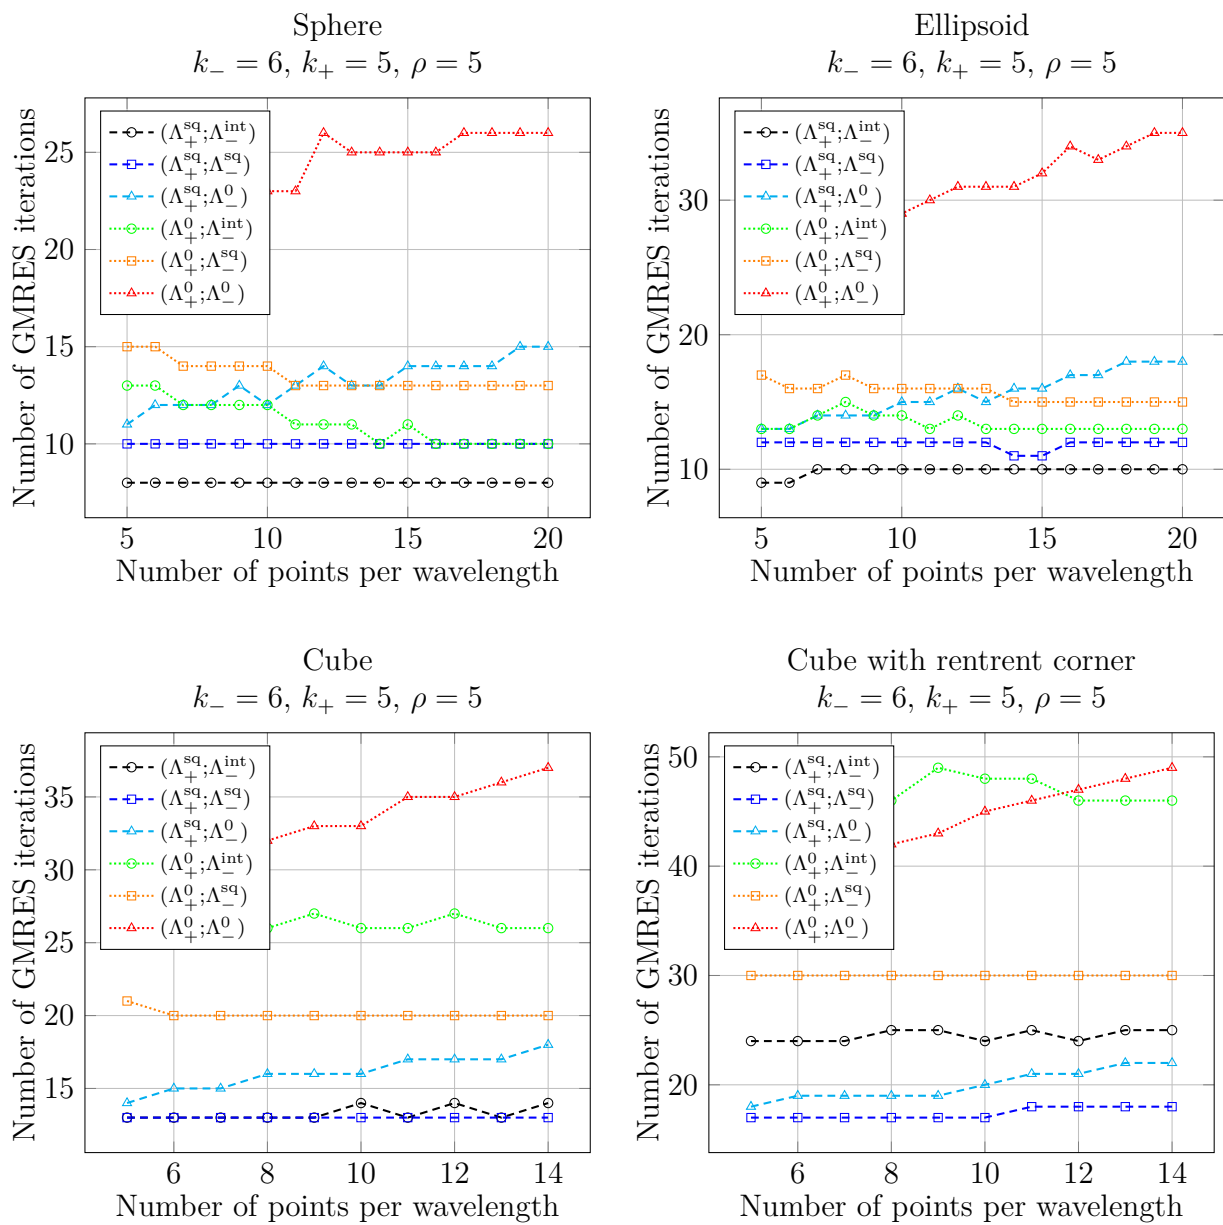 Sphere
k₋ = 6, k₊ = 5, ρ = 5
Number of GMRES iterations
25
20
15
10
(Λ₊^sq;Λ₋^int)
(Λ₊^sq;Λ₋^sq)
(Λ₊^sq;Λ₋^0)
(Λ₊^0;Λ₋^int)
(Λ₊^0;Λ₋^sq)
(Λ₊^0;Λ₋^0)
5 10 15 20
Number of points per wavelength
Ellipsoid
k₋ = 6, k₊ = 5, ρ = 5
Number of GMRES iterations
30
20
10
(Λ₊^sq;Λ₋^int)
(Λ₊^sq;Λ₋^sq)
(Λ₊^sq;Λ₋^0)
(Λ₊^0;Λ₋^int)
(Λ₊^0;Λ₋^sq)
(Λ₊^0;Λ₋^0)
5 10 15 20
Number of points per wavelength
Cube
k₋ = 6, k₊ = 5, ρ = 5
Number of GMRES iterations
35
30
25
20
15
(Λ₊^sq;Λ₋^int)
(Λ₊^sq;Λ₋^sq)
(Λ₊^sq;Λ₋^0)
(Λ₊^0;Λ₋^int)
(Λ₊^0;Λ₋^sq)
(Λ₊^0;Λ₋^0)
6 8 10 12 14
Number of points per wavelength
Cube with rentrent corner
k₋ = 6, k₊ = 5, ρ = 5
Number of GMRES iterations
50
40
30
20
(Λ₊^sq;Λ₋^int)
(Λ₊^sq;Λ₋^sq)
(Λ₊^sq;Λ₋^0)
(Λ₊^0;Λ₋^int)
(Λ₊^0;Λ₋^sq)
(Λ₊^0;Λ₋^0)
6 8 10 12 14
Number of points per wavelength